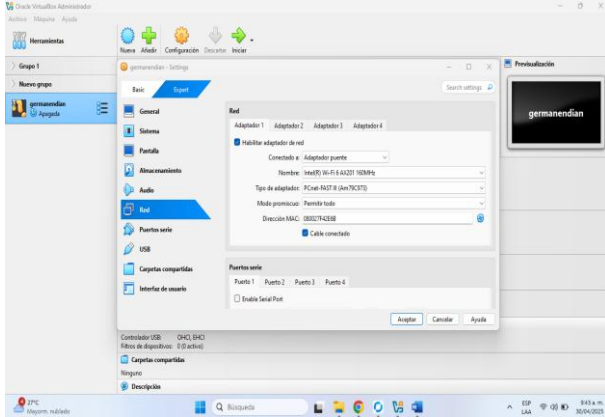 Oracle VirtualBox Administrador
Archivo Máquina Ayuda
Herramientas
Nueva Añadir Configuración Descartar Iniciar
Grupo 1
Nuevo grupo
germanendian
Apagada
germanendian - Settings
Basic Expert
Search settings
General
Sistema
Pantalla
Almacenamiento
Audio
Red
Puertos serie
USB
Carpetas compartidas
Interfaz de usuario
Red
Adaptador 1 Adaptador 2 Adaptador 3 Adaptador 4
Habilitar adaptador de red
Conectado a: Adaptador puente
Nombre: Intel(R) Wi-Fi 6 AX201 160MHz
Tipo de adaptador: PCnet-FAST III (Am79C973)
Modo promiscuo: Permitir todo
Dirección MAC:
Cable conectado
Puertos serie
Puerto 1 Puerto 2 Puerto 3 Puerto 4
Enable Serial Port
Aceptar Cancelar Ayuda
Previsualización
germanendian
Controlador USB: OHCI, EHCI
Filtros de dispositivos: 0 (0 activo)
Carpetas compartidas
Ninguno
Descripción
27°C
Mayorm. nublado
Búsqueda
ESP
LAA
9:43 a. m.
30/04/2025